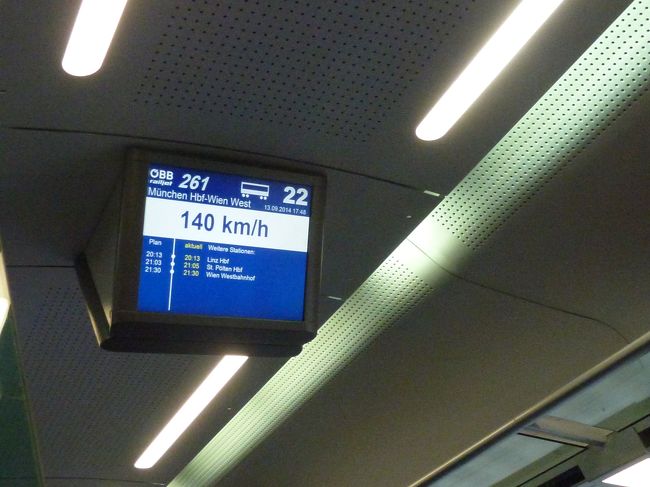 ÖBB railjet 261 22
München Hbf-Wien West 13.09.2014 17:48
140 km/h
Plan aktuell Weitere Stationen:
20:13 20:13 Linz Hbf
21:03 21:05 St. Pölten Hbf
21:30 21:30 Wien Westbahnhof